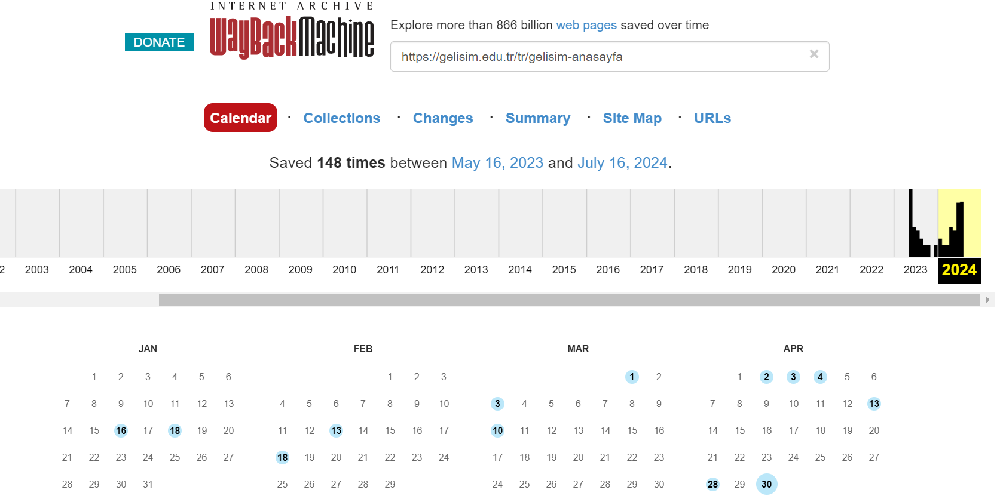 INTERNET ARCHIVE
WayBackMachine
DONATE
Explore more than 866 billion web pages saved over time
https://gelisim.edu.tr/tr/gelisim-anasayfa ×
Calendar · Collections · Changes · Summary · Site Map · URLs
Saved 148 times between May 16, 2023 and July 16, 2024.
2 2003 2004 2005 2006 2007 2008 2009 2010 2011 2012 2013 2014 2015 2016 2017 2018 2019 2020 2021 2022 2023 2024
JAN
1 2 3 4 5 6
7 8 9 10 11 12 13
14 15 16 17 18 19 20
21 22 23 24 25 26 27
28 29 30 31
FEB
1 2 3
4 5 6 7 8 9 10
11 12 13 14 15 16 17
18 19 20 21 22 23 24
25 26 27 28 29
MAR
1 2
3 4 5 6 7 8 9
10 11 12 13 14 15 16
17 18 19 20 21 22 23
24 25 26 27 28 29 30
APR
1 2 3 4 5 6
7 8 9 10 11 12 13
14 15 16 17 18 19 20
21 22 23 24 25 26 27
28 29 30